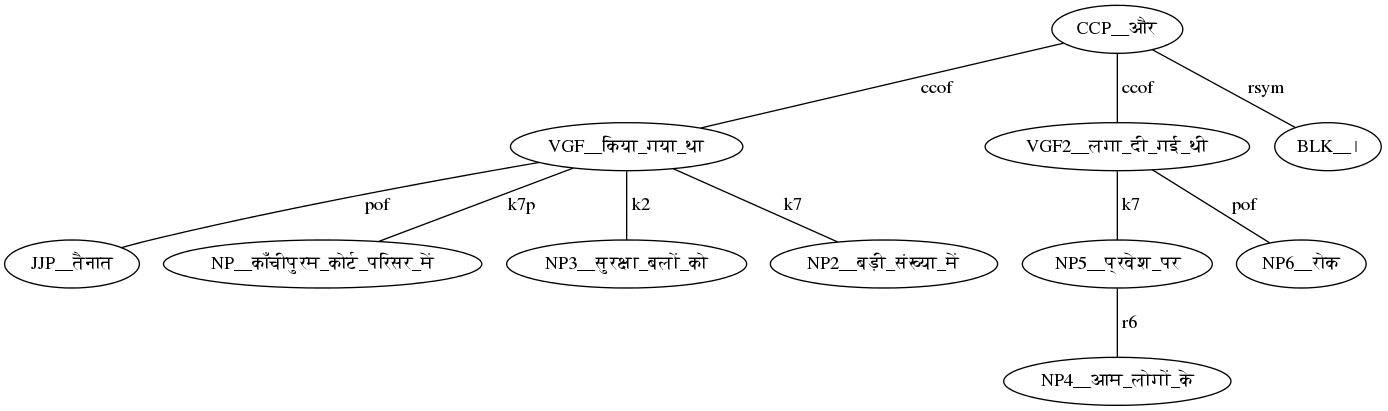 CCP__और
ccof ccof rsym
VGF__किया_गया_था VGF2__लगा_दी_गई_थी BLK__।
pof k7p k2 k7 k7 pof
JJP__तैनात NP__काँचीपुरम_कोर्ट_परिसर_में NP3__सुरक्षा_बलों_को NP2__बड़ी_संख्या_में NP5__प्रवेश_पर NP6__रोक
r6
NP4__आम_लोगों_के